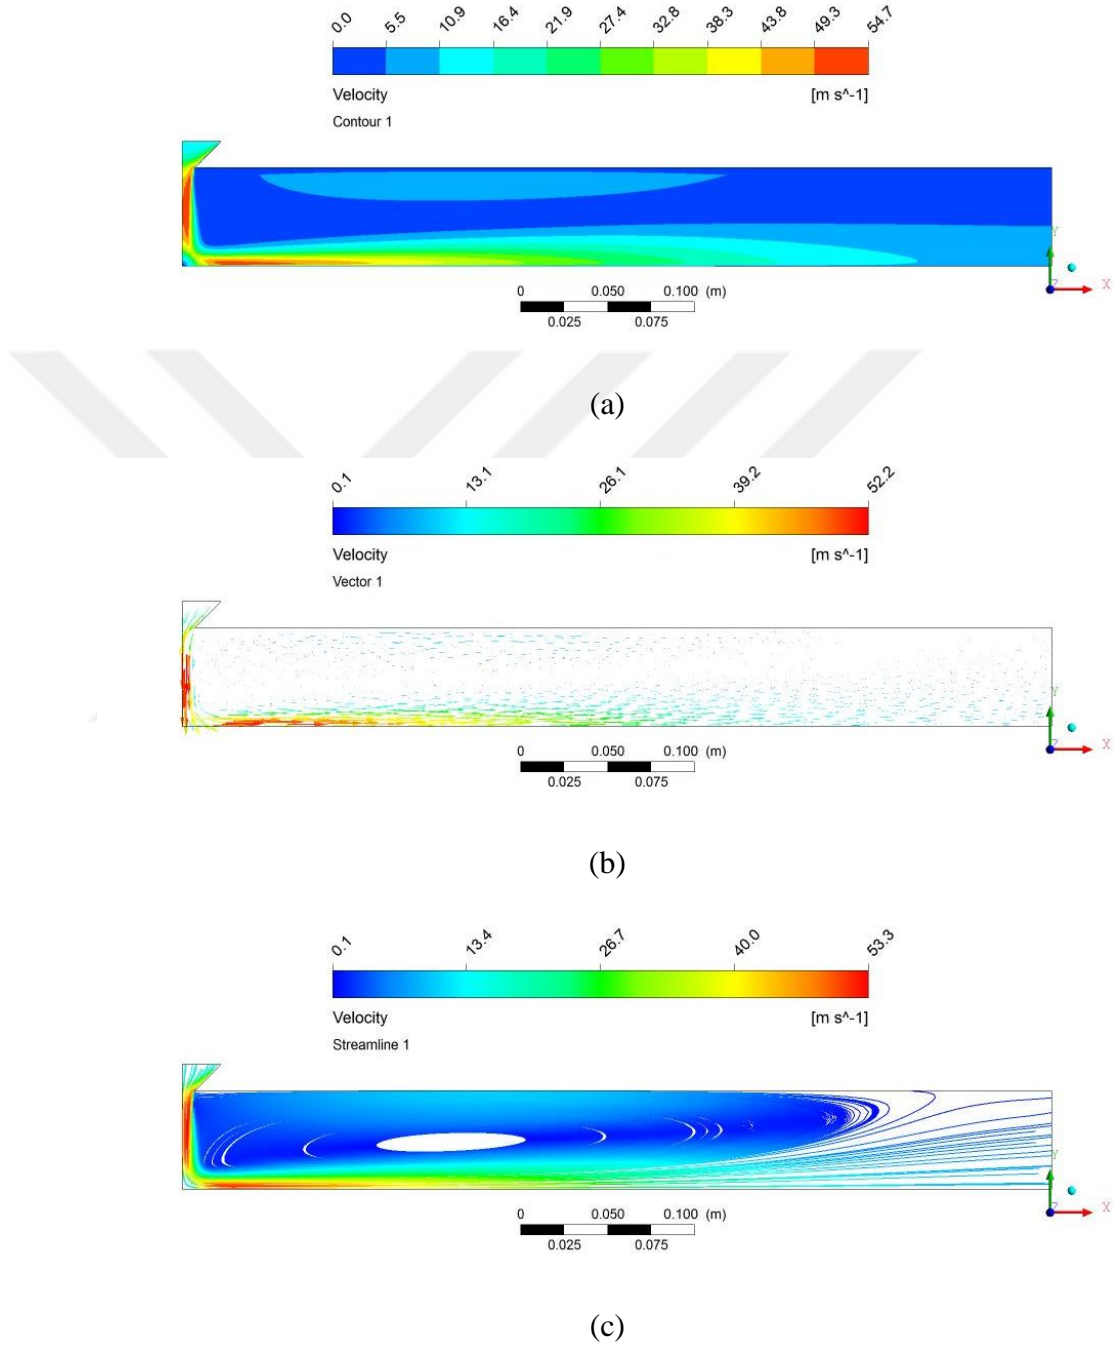 0.0 5.5 10.9 16.4 21.9 27.4 32.8 38.3 43.8 49.3 54.7
Velocity [m s^-1]
Contour 1
Y
Z X
0 0.050 0.100 (m)
0.025 0.075
(a)
0.1 13.1 26.1 39.2 52.2
Velocity [m s^-1]
Vector 1
Y
Z X
0 0.050 0.100 (m)
0.025 0.075
(b)
0.1 13.4 26.7 40.0 53.3
Velocity [m s^-1]
Streamline 1
Y
Z X
0 0.050 0.100 (m)
0.025 0.075
(c)